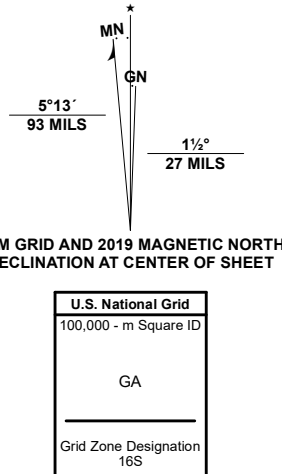 MN
GN
5°13´
93 MILS
1½°
27 MILS
M GRID AND 2019 MAGNETIC NORTH
ECLINATION AT CENTER OF SHEET
U.S. National Grid
100,000 - m Square ID
GA
Grid Zone Designation
16S